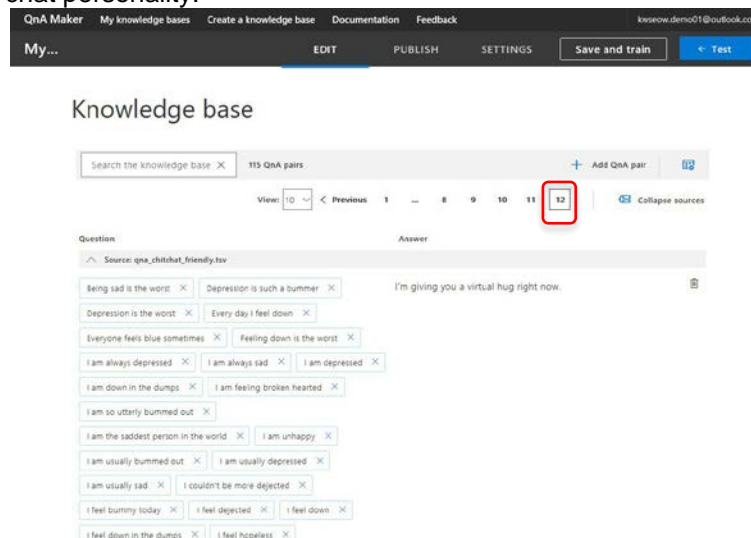 chat personality.
QnA Maker My knowledge bases Create a knowledge base Documentation Feedback kwseow.demo01@outlook.co
My... EDIT PUBLISH SETTINGS Save and train ← Test
Knowledge base
Search the knowledge base × 115 QnA pairs + Add QnA pair
View: 10 < Previous 1 ... 8 9 10 11 12 Collapse sources
Question Answer
Source: qna_chitchat_friendly.tsv
Being sad is the worst × Depression is such a bummer × I'm giving you a virtual hug right now.
Depression is the worst × Every day I feel down ×
Everyone feels blue sometimes × Feeling down is the worst ×
I am always depressed × I am always sad × I am depressed ×
I am down in the dumps × I am feeling broken hearted ×
I am so utterly bummed out ×
I am the saddest person in the world × I am unhappy ×
I am usually bummed out × I am usually depressed ×
I am usually sad × I couldn't be more dejected ×
I feel bummy today × I feel dejected × I feel down ×
I feel down in the dumps × I feel hopeless ×